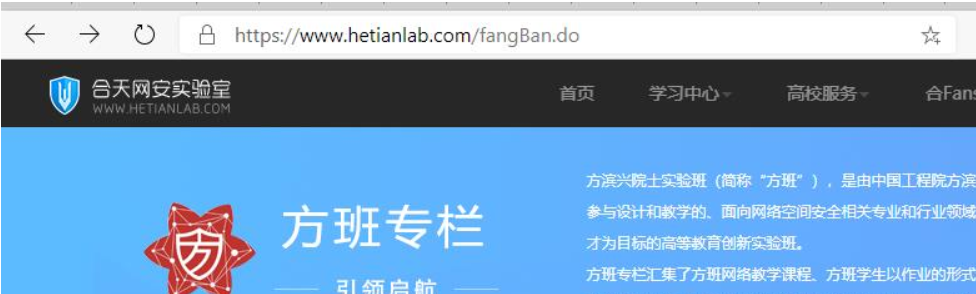 https://www.hetianlab.com/fangBan.do
合天网安实验室
WWW.HETIANLAB.COM
首页 学习中心 高校服务 合Fans
方滨兴院士实验班（简称“方班”），是由中国工程院方滨
参与设计和教学的、面向网络空间安全相关专业和行业领域
才为目标的高等教育创新实验班。
方班专栏汇集了方班网络教学课程、方班学生以作业的形式
方班专栏
方
引领启航